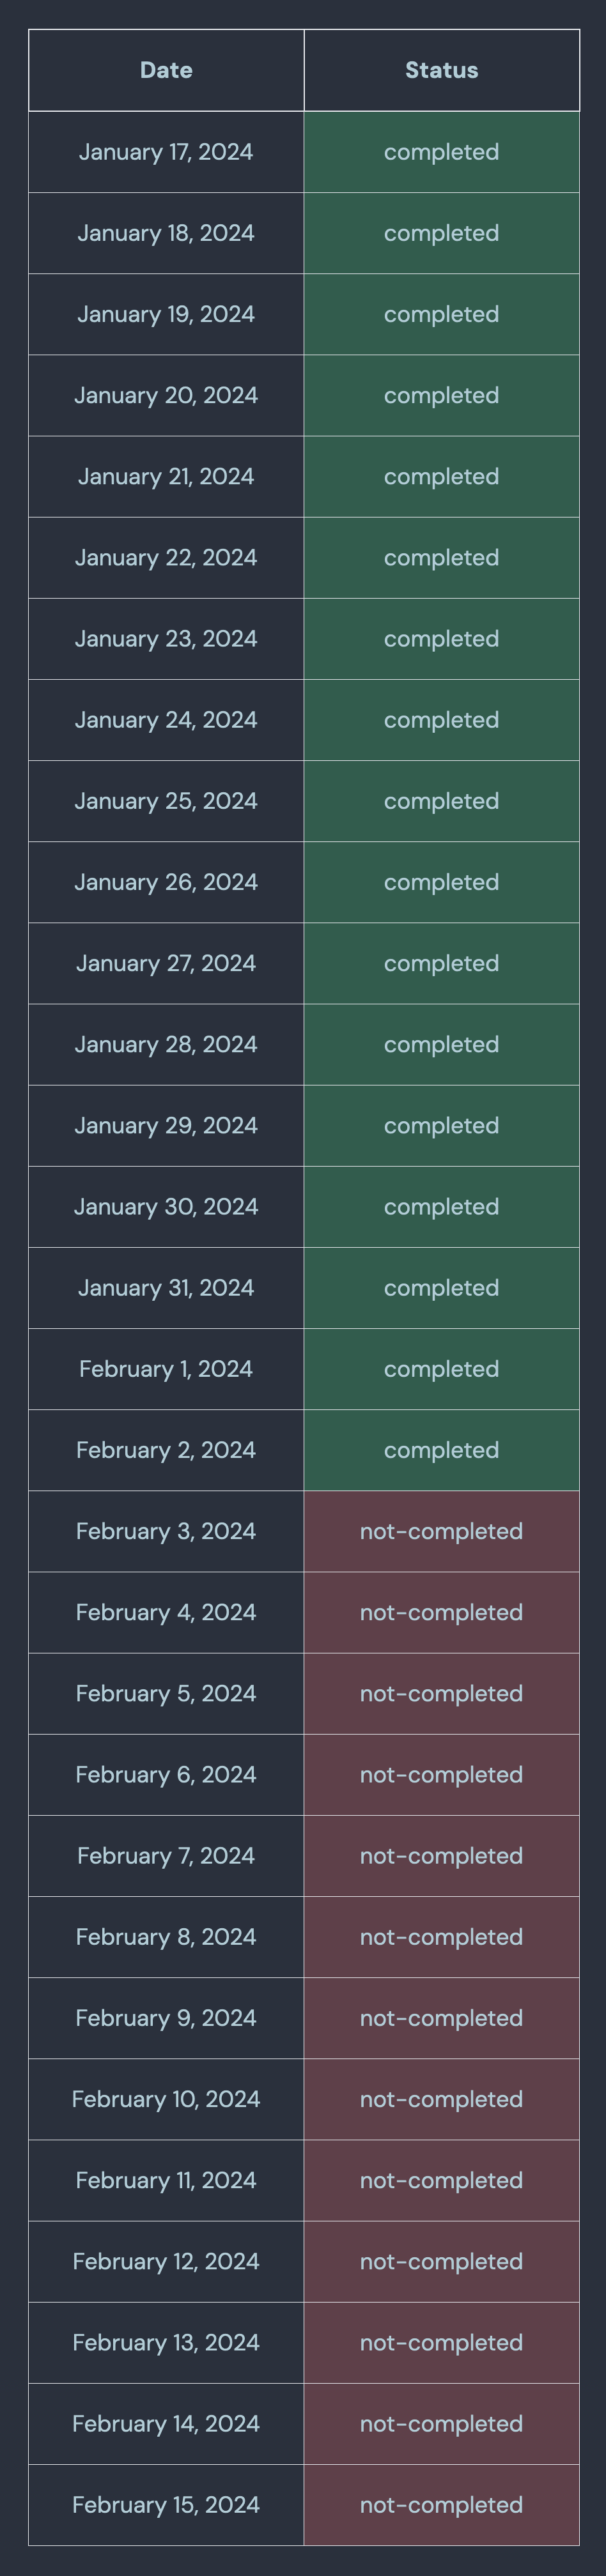 Date Status
January 17, 2024 completed
January 18, 2024 completed
January 19, 2024 completed
January 20, 2024 completed
January 21, 2024 completed
January 22, 2024 completed
January 23, 2024 completed
January 24, 2024 completed
January 25, 2024 completed
January 26, 2024 completed
January 27, 2024 completed
January 28, 2024 completed
January 29, 2024 completed
January 30, 2024 completed
January 31, 2024 completed
February 1, 2024 completed
February 2, 2024 completed
February 3, 2024 not-completed
February 4, 2024 not-completed
February 5, 2024 not-completed
February 6, 2024 not-completed
February 7, 2024 not-completed
February 8, 2024 not-completed
February 9, 2024 not-completed
February 10, 2024 not-completed
February 11, 2024 not-completed
February 12, 2024 not-completed
February 13, 2024 not-completed
February 14, 2024 not-completed
February 15, 2024 not-completed